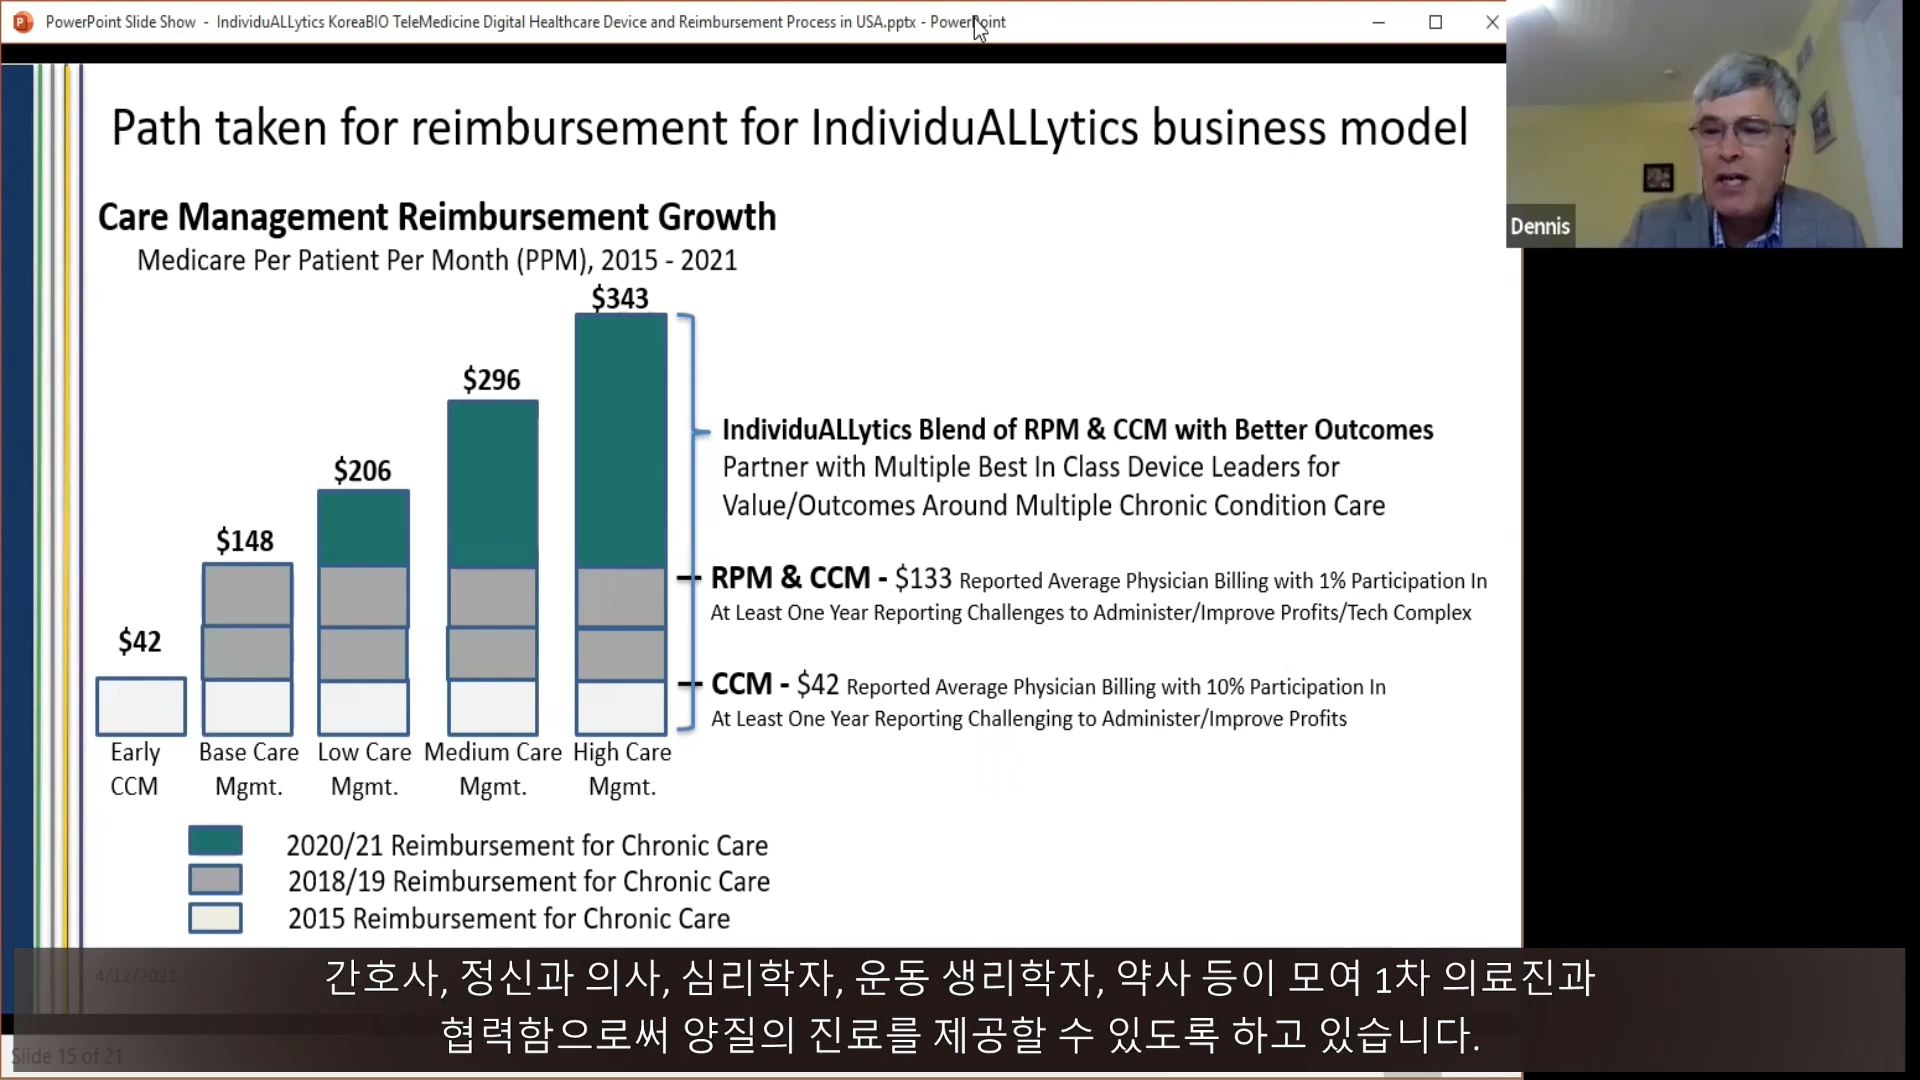 PowerPoint Slide Show - IndividuALLytics KoreaBIO TeleMedicine Digital Healthcare Device and Reimbursement Process in USA.pptx - PowerPoint
Path taken for reimbursement for IndividuALLytics business model
Dennis
Care Management Reimbursement Growth
Medicare Per Patient Per Month (PPM), 2015 - 2021
$343
$296
$206
$148
$42
IndividuALLytics Blend of RPM & CCM with Better Outcomes
Partner with Multiple Best In Class Device Leaders for
Value/Outcomes Around Multiple Chronic Condition Care
RPM & CCM - $133 Reported Average Physician Billing with 1% Participation In
At Least One Year Reporting Challenges to Administer/Improve Profits/Tech Complex
CCM - $42 Reported Average Physician Billing with 10% Participation In
At Least One Year Reporting Challenging to Administer/Improve Profits
Early CCM
Base Care Mgmt.
Low Care Mgmt.
Medium Care Mgmt.
High Care Mgmt.
2020/21 Reimbursement for Chronic Care
2018/19 Reimbursement for Chronic Care
2015 Reimbursement for Chronic Care
4/12/2021
간호사, 정신과 의사, 심리학자, 운동 생리학자, 약사 등이 모여 1차 의료진과
협력함으로써 양질의 진료를 제공할 수 있도록 하고 있습니다.
Slide 15 of 21